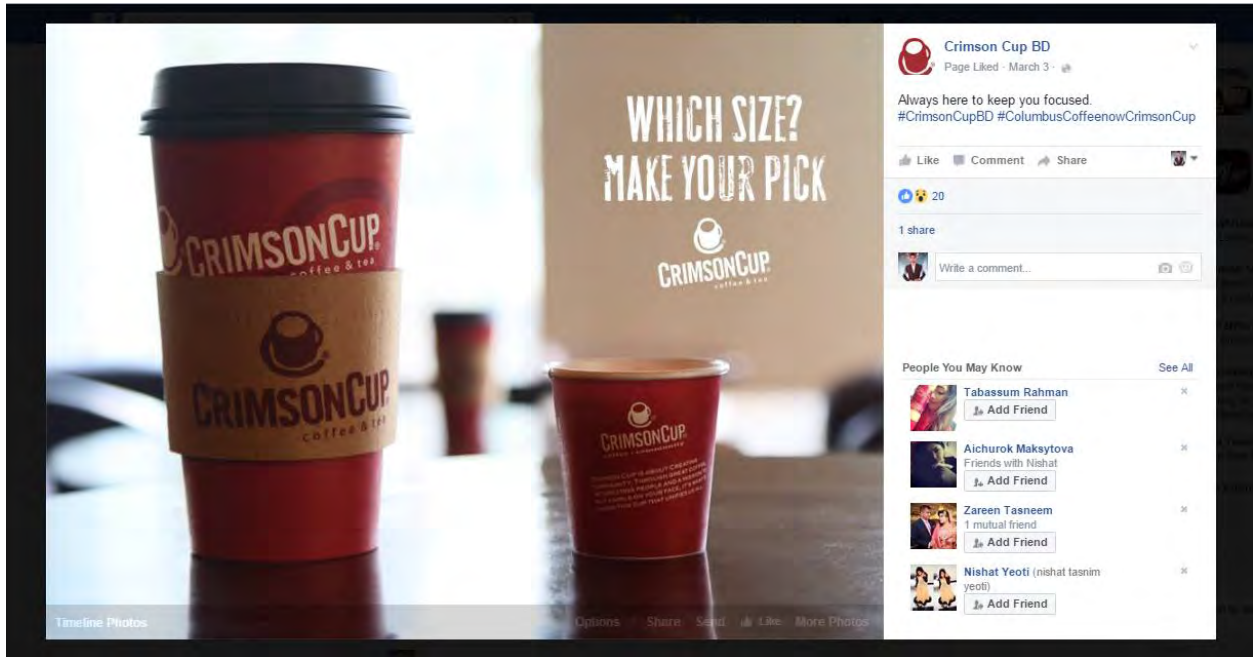 WHICH SIZE?
MAKE YOUR PICK
CRIMSONCUP
coffee & tea
CRIMSONCUP
coffee & tea.
CRIMSONCUP
coffee & tea
CRIMSONCUP
Timeline Photos
Options Share Send Like More Photos
Crimson Cup BD
Page Liked · March 3 ·
Always here to keep you focused.
#CrimsonCupBD #ColumbusCoffeenowCrimsonCup
Like Comment Share
20
1 share
Write a comment...
People You May Know See All
Tabassum Rahman
Add Friend
Aichurok Maksytova
Friends with Nishat
Add Friend
Zareen Tasneem
1 mutual friend
Add Friend
Nishat Yeoti (nishat tasnim
yeoti)
Add Friend